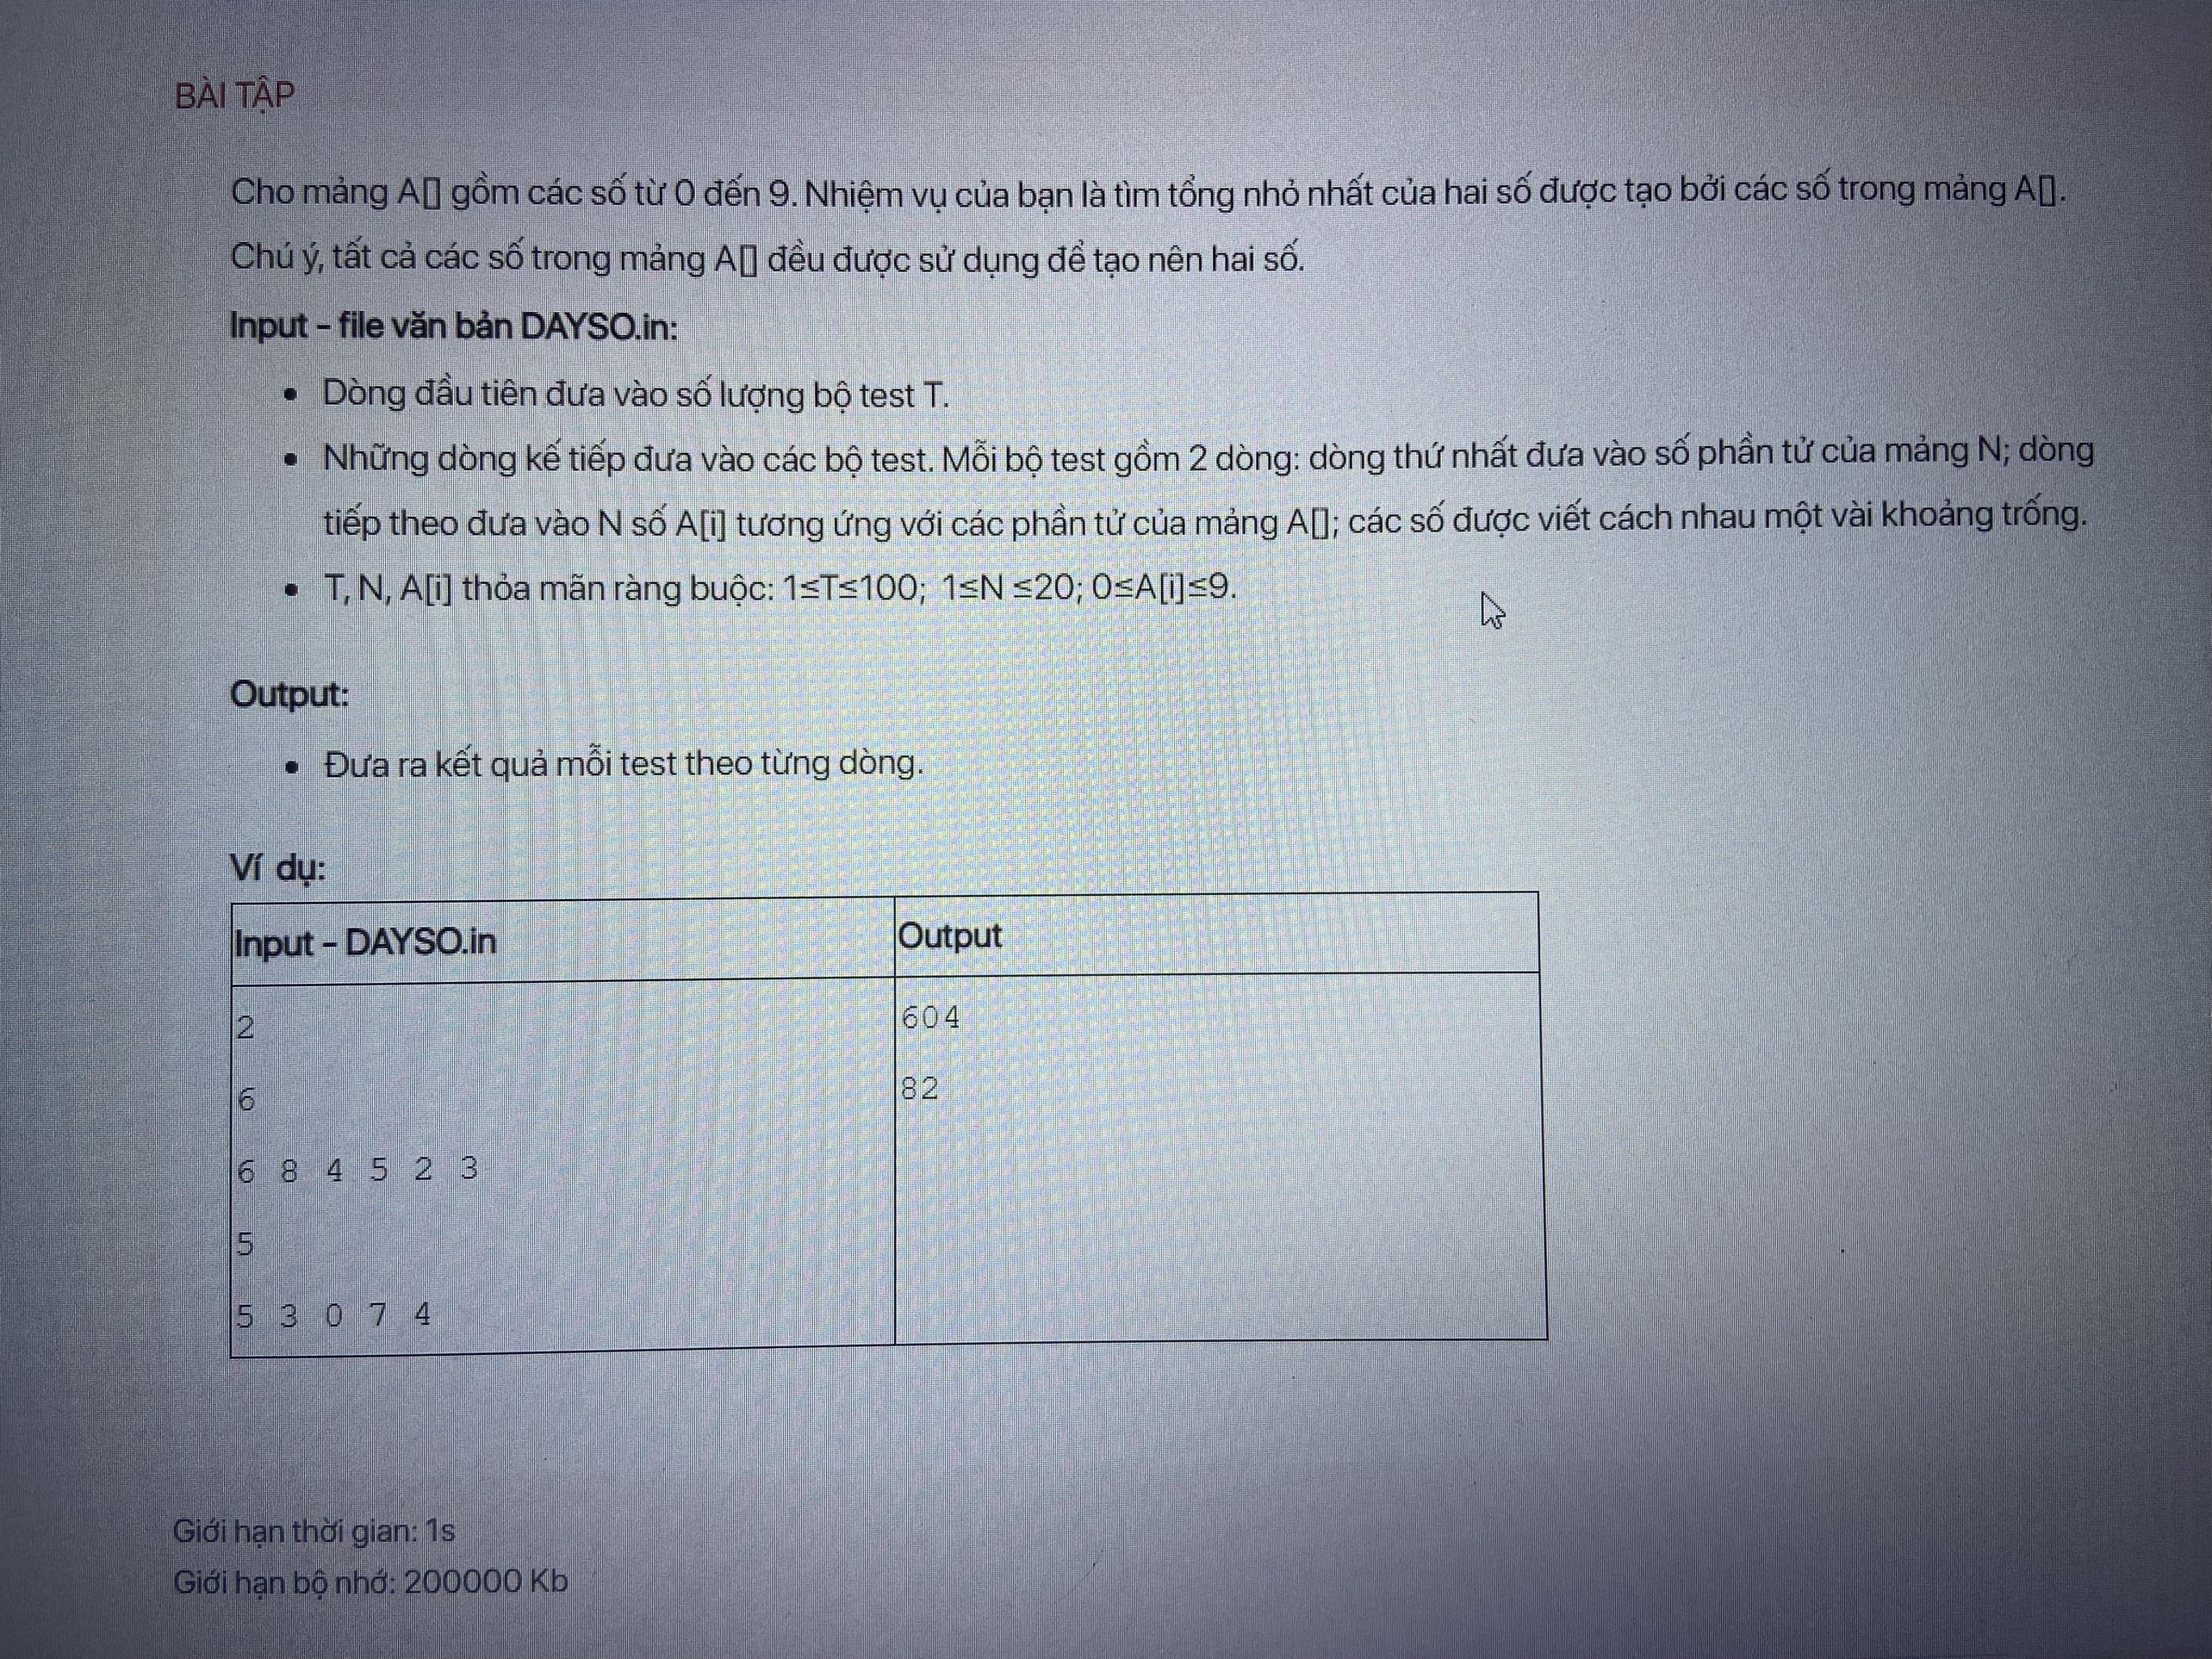 BÀI TẬP
Cho mảng A[] gồm các số từ 0 đến 9. Nhiệm vụ của bạn là tìm tổng nhỏ nhất của hai số được tạo bởi các số trong mảng A[].
Chú ý, tất cả các số trong mảng A[] đều được sử dụng để tạo nên hai số.
Input – file văn bản DAYSO.in:
• Dòng đầu tiên đưa vào số lượng bộ test T.
• Những dòng kế tiếp đưa vào các bộ test. Mỗi bộ test gồm 2 dòng: dòng thứ nhất đưa vào số phần tử của mảng N; dòng
tiếp theo đưa vào N số A[i] tương ứng với các phần tử của mảng A[]; các số được viết cách nhau một vài khoảng trống.
• T, N, A[i] thỏa mãn ràng buộc: 1≤T≤100; 1≤N ≤20; 0≤A[i]≤9.
Output:
• Đưa ra kết quả mỗi test theo từng dòng.
Ví dụ:
Input – DAYSO.in
Output
2
6
6 8 4 5 2 3
5
5 3 0 7 4
604
82
Giới hạn thời gian: 1s
Giới hạn bộ nhớ: 200000 Kb